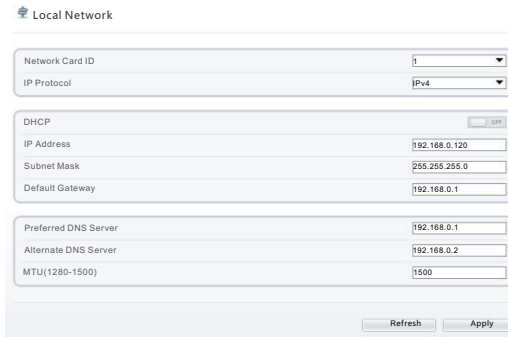 Local Network
Network Card ID 1
IP Protocol IPv4
DHCP OFF
IP Address 192.168.0.120
Subnet Mask 255.255.255.0
Default Gateway 192.168.0.1
Preferred DNS Server 192.168.0.1
Alternate DNS Server 192.168.0.2
MTU(1280-1500) 1500
Refresh Apply